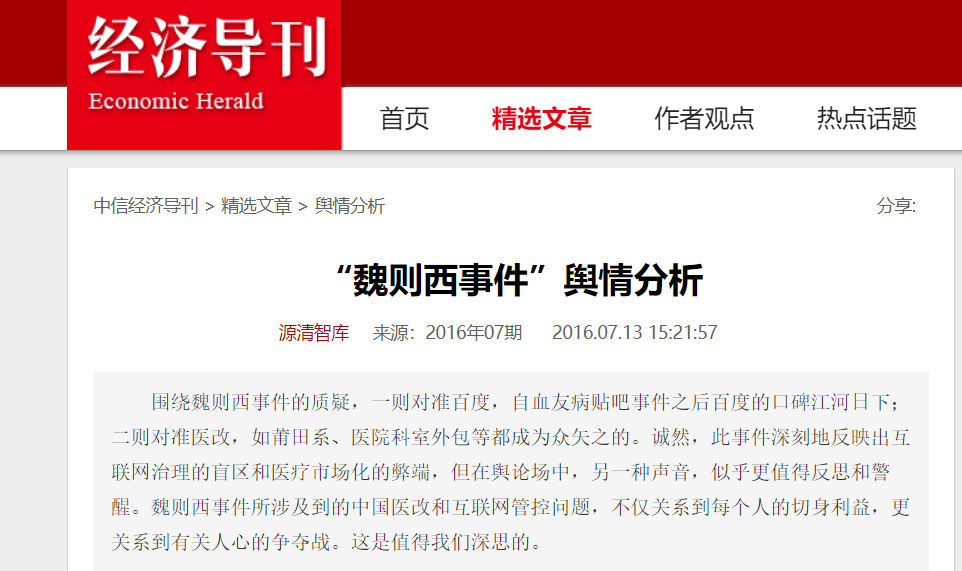 经济导刊
Economic Herald
首页 精选文章 作者观点 热点话题
中信经济导刊 > 精选文章 > 舆情分析 分享:
“魏则西事件”舆情分析
源清智库 来源：2016年07期 2016.07.13 15:21:57
围绕魏则西事件的质疑，一则对准百度，自血友病贴吧事件之后百度的口碑江河日下；
二则对准医改，如莆田系、医院科室外包等都成为众矢之的。诚然，此事件深刻地反映出互
联网治理的盲区和医疗市场化的弊端，但在舆论场中，另一种声音，似乎更值得反思和警
醒。魏则西事件所涉及到的中国医改和互联网管控问题，不仅关系到每个人的切身利益，更
关系到有关人心的争夺战。这是值得我们深思的。